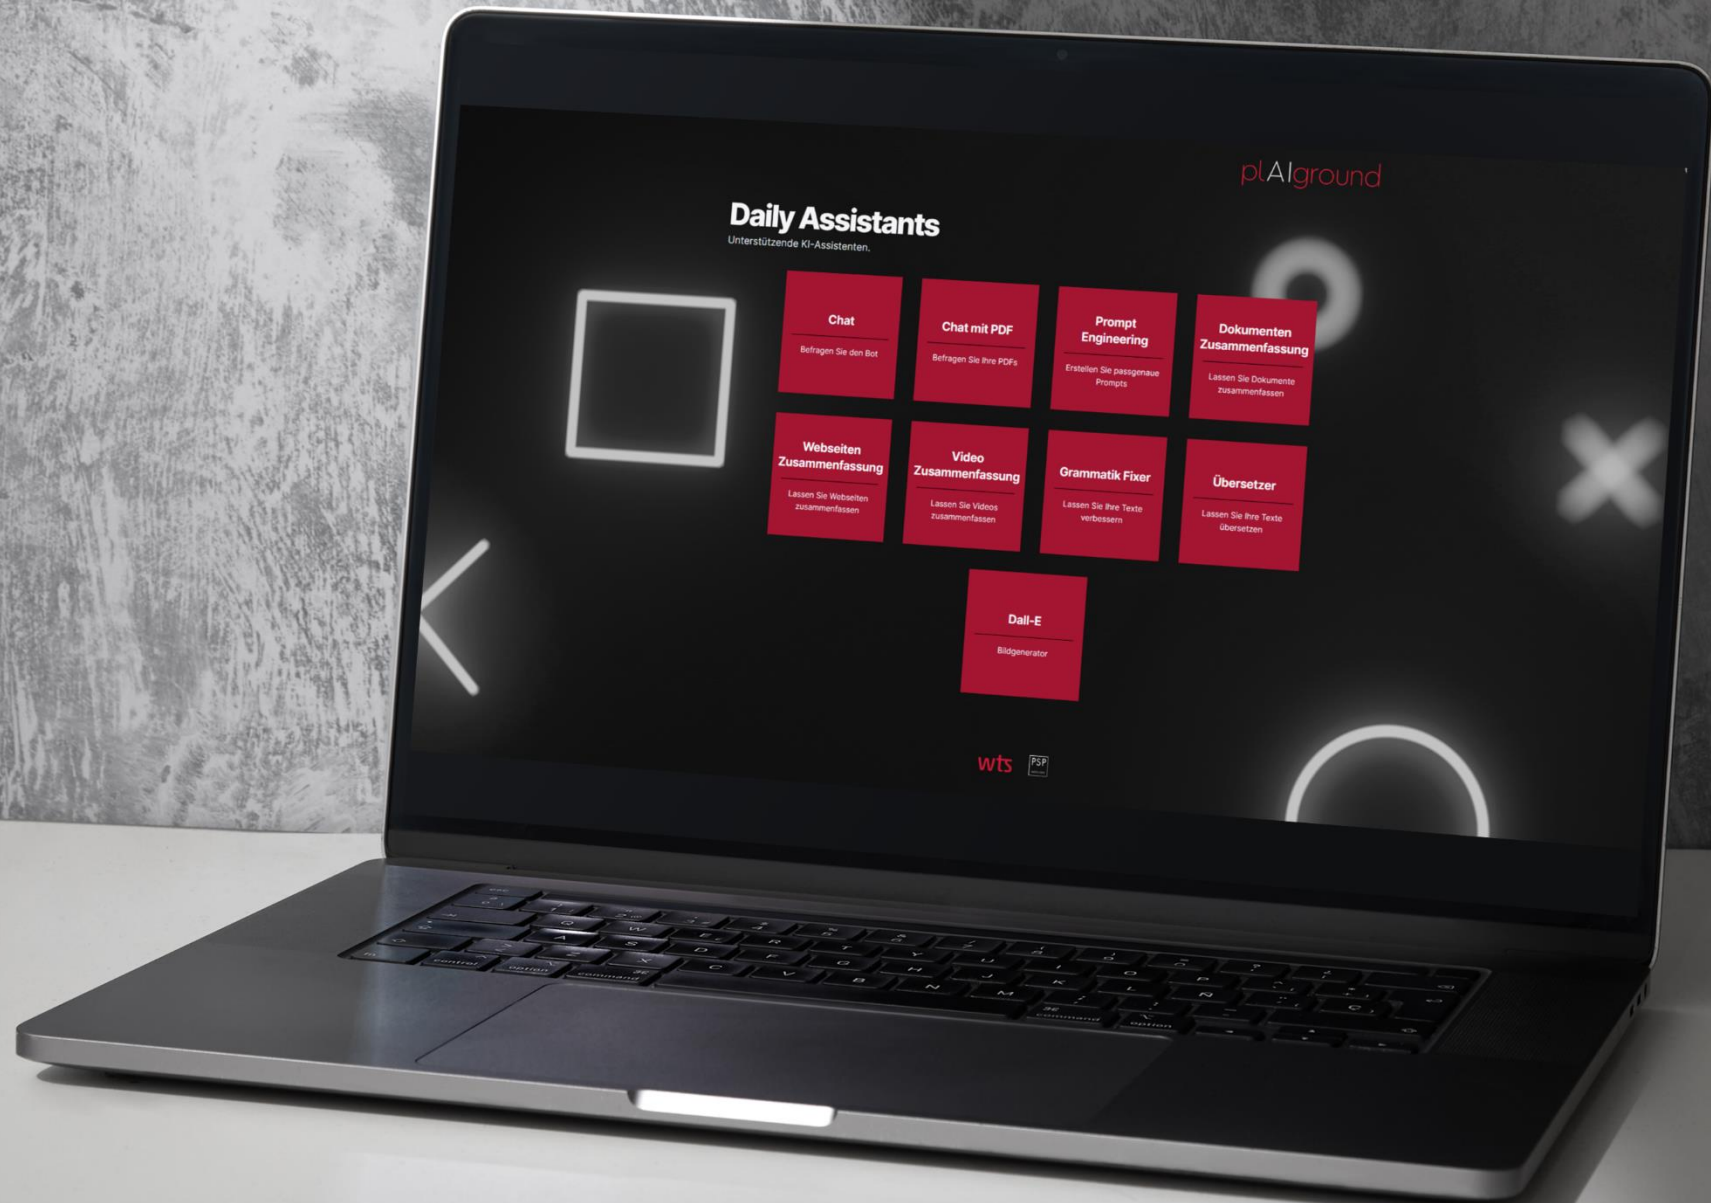 plAIground
Daily Assistants
Unterstützende KI-Assistenten.
Chat
Befragen Sie den Bot
Chat mit PDF
Befragen Sie Ihre PDFs
Prompt
Engineering
Erstellen Sie passgenaue
Prompts
Dokumenten
Zusammenfassung
Lassen Sie Dokumente
zusammenfassen
Webseiten
Zusammenfassung
Lassen Sie Webseiten
zusammenfassen
Video
Zusammenfassung
Lassen Sie Videos
zusammenfassen
Grammatik Fixer
Lassen Sie Ihre Texte
verbessern
Übersetzer
Lassen Sie Ihre Texte
übersetzen
Dall-E
Bildgenerator
wts PSP
esc
Q W E R T Y U I O P
A S D F G H J K L Ñ
Z X C V B N M
fn control option command command option